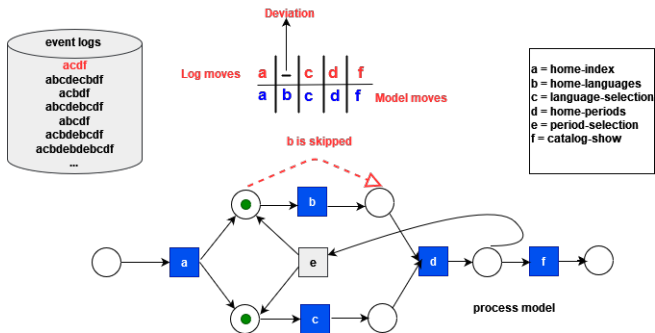 Deviation
event logs
acdf
abcdecbdf
acbdf
abcdebcdf
abcdf
acbdebcdf
acbdebdebcdf
...
Log moves
a – c d f
a b c d f
Model moves
a = home-index
b = home-languages
c = language-selection
d = home-periods
e = period-selection
f = catalog-show
b is skipped
b
a
e
d
f
c
process model